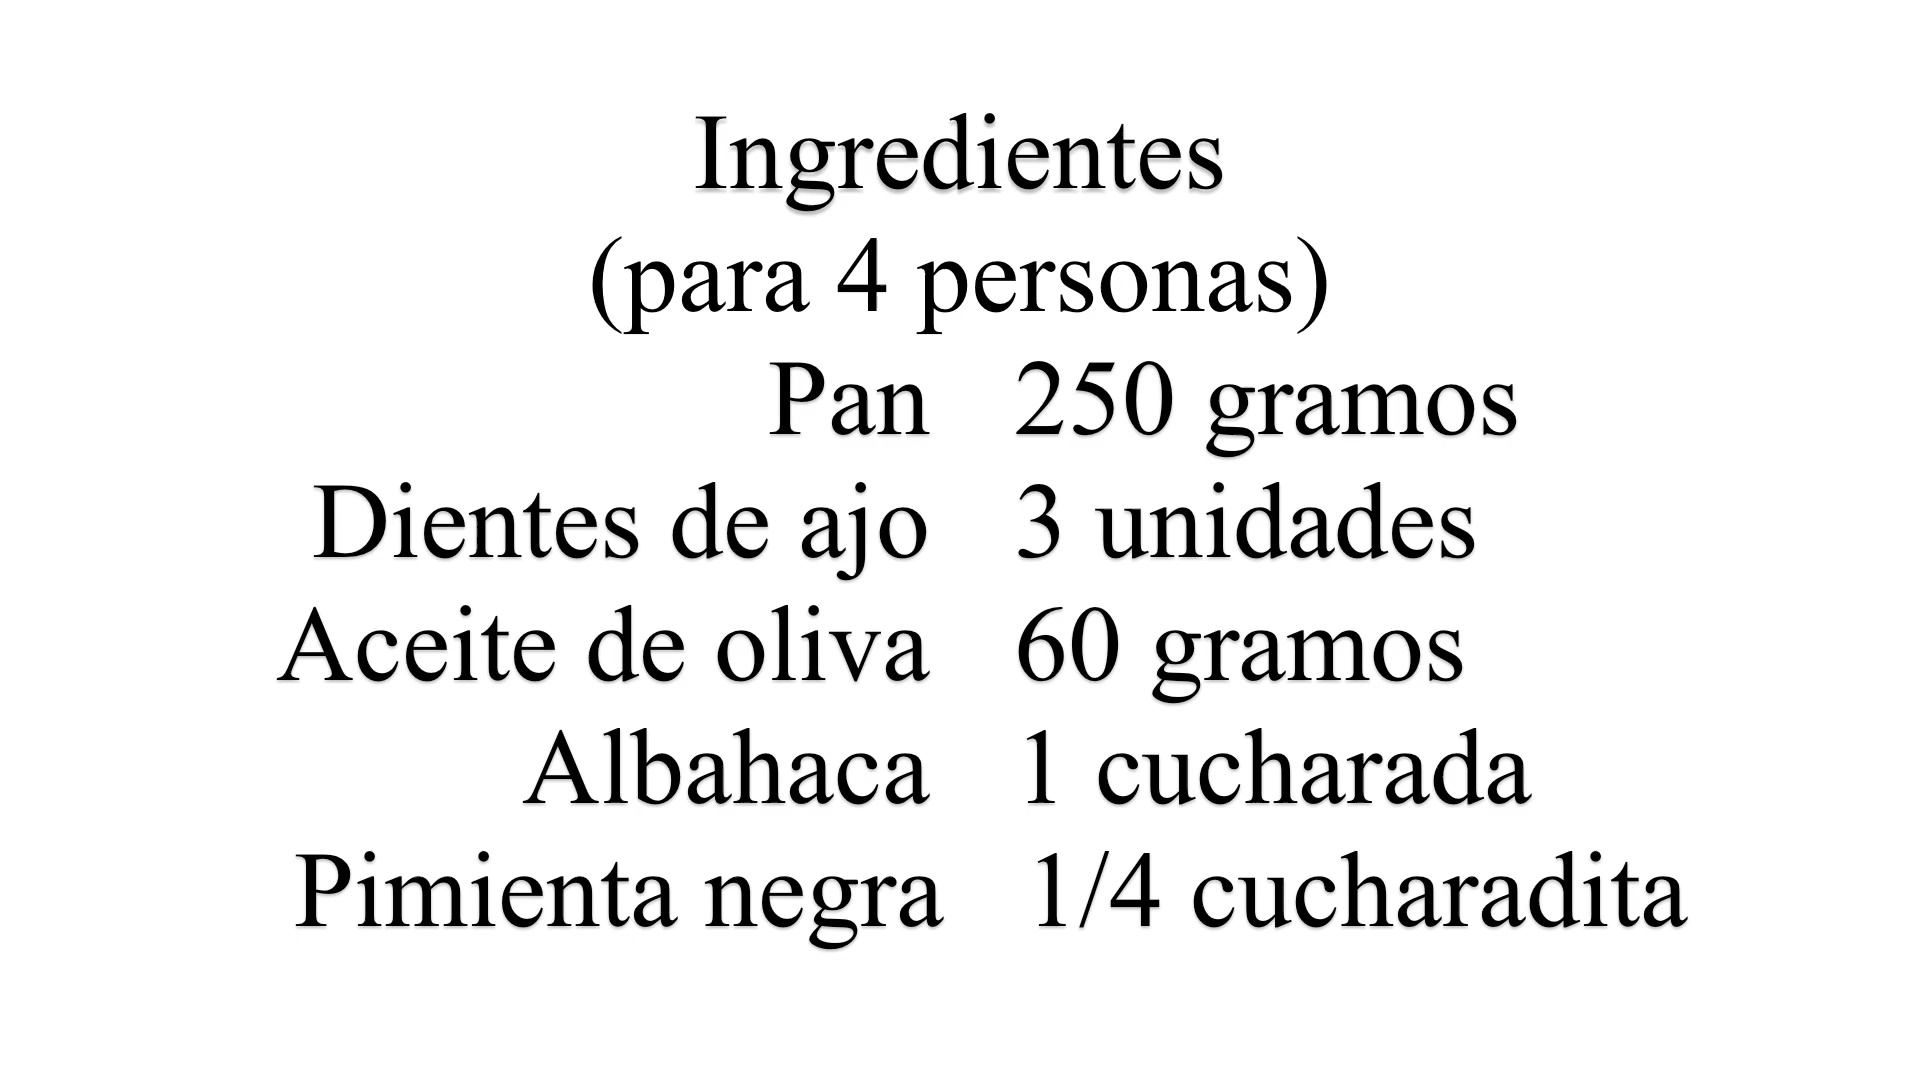 Ingredientes
(para 4 personas)
Pan 250 gramos
Dientes de ajo 3 unidades
Aceite de oliva 60 gramos
Albahaca 1 cucharada
Pimienta negra 1/4 cucharadita